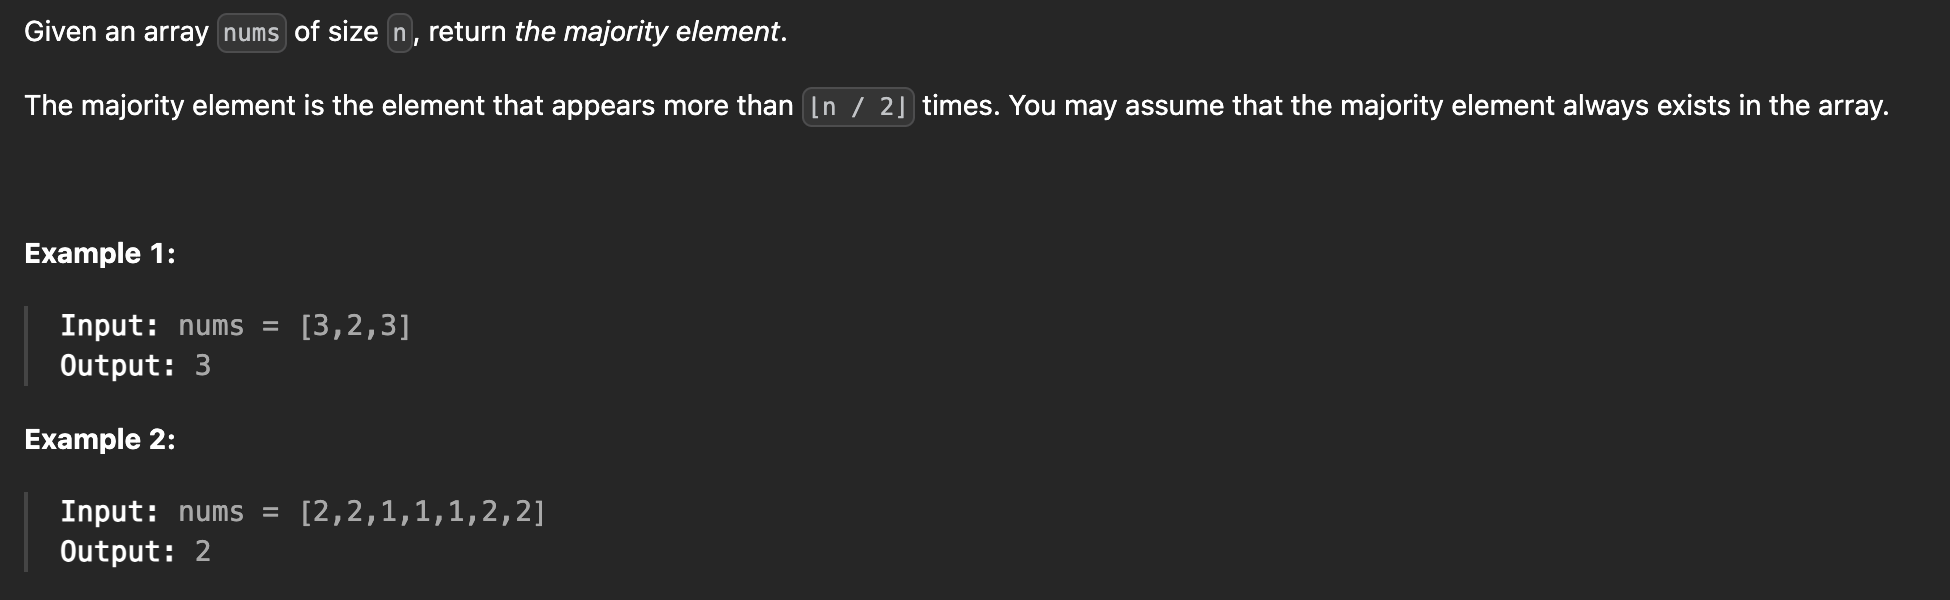 Given an array nums of size n, return the majority element.
The majority element is the element that appears more than ⌊n / 2⌋ times. You may assume that the majority element always exists in the array.
Example 1:
Input: nums = [3,2,3]
Output: 3
Example 2:
Input: nums = [2,2,1,1,1,2,2]
Output: 2